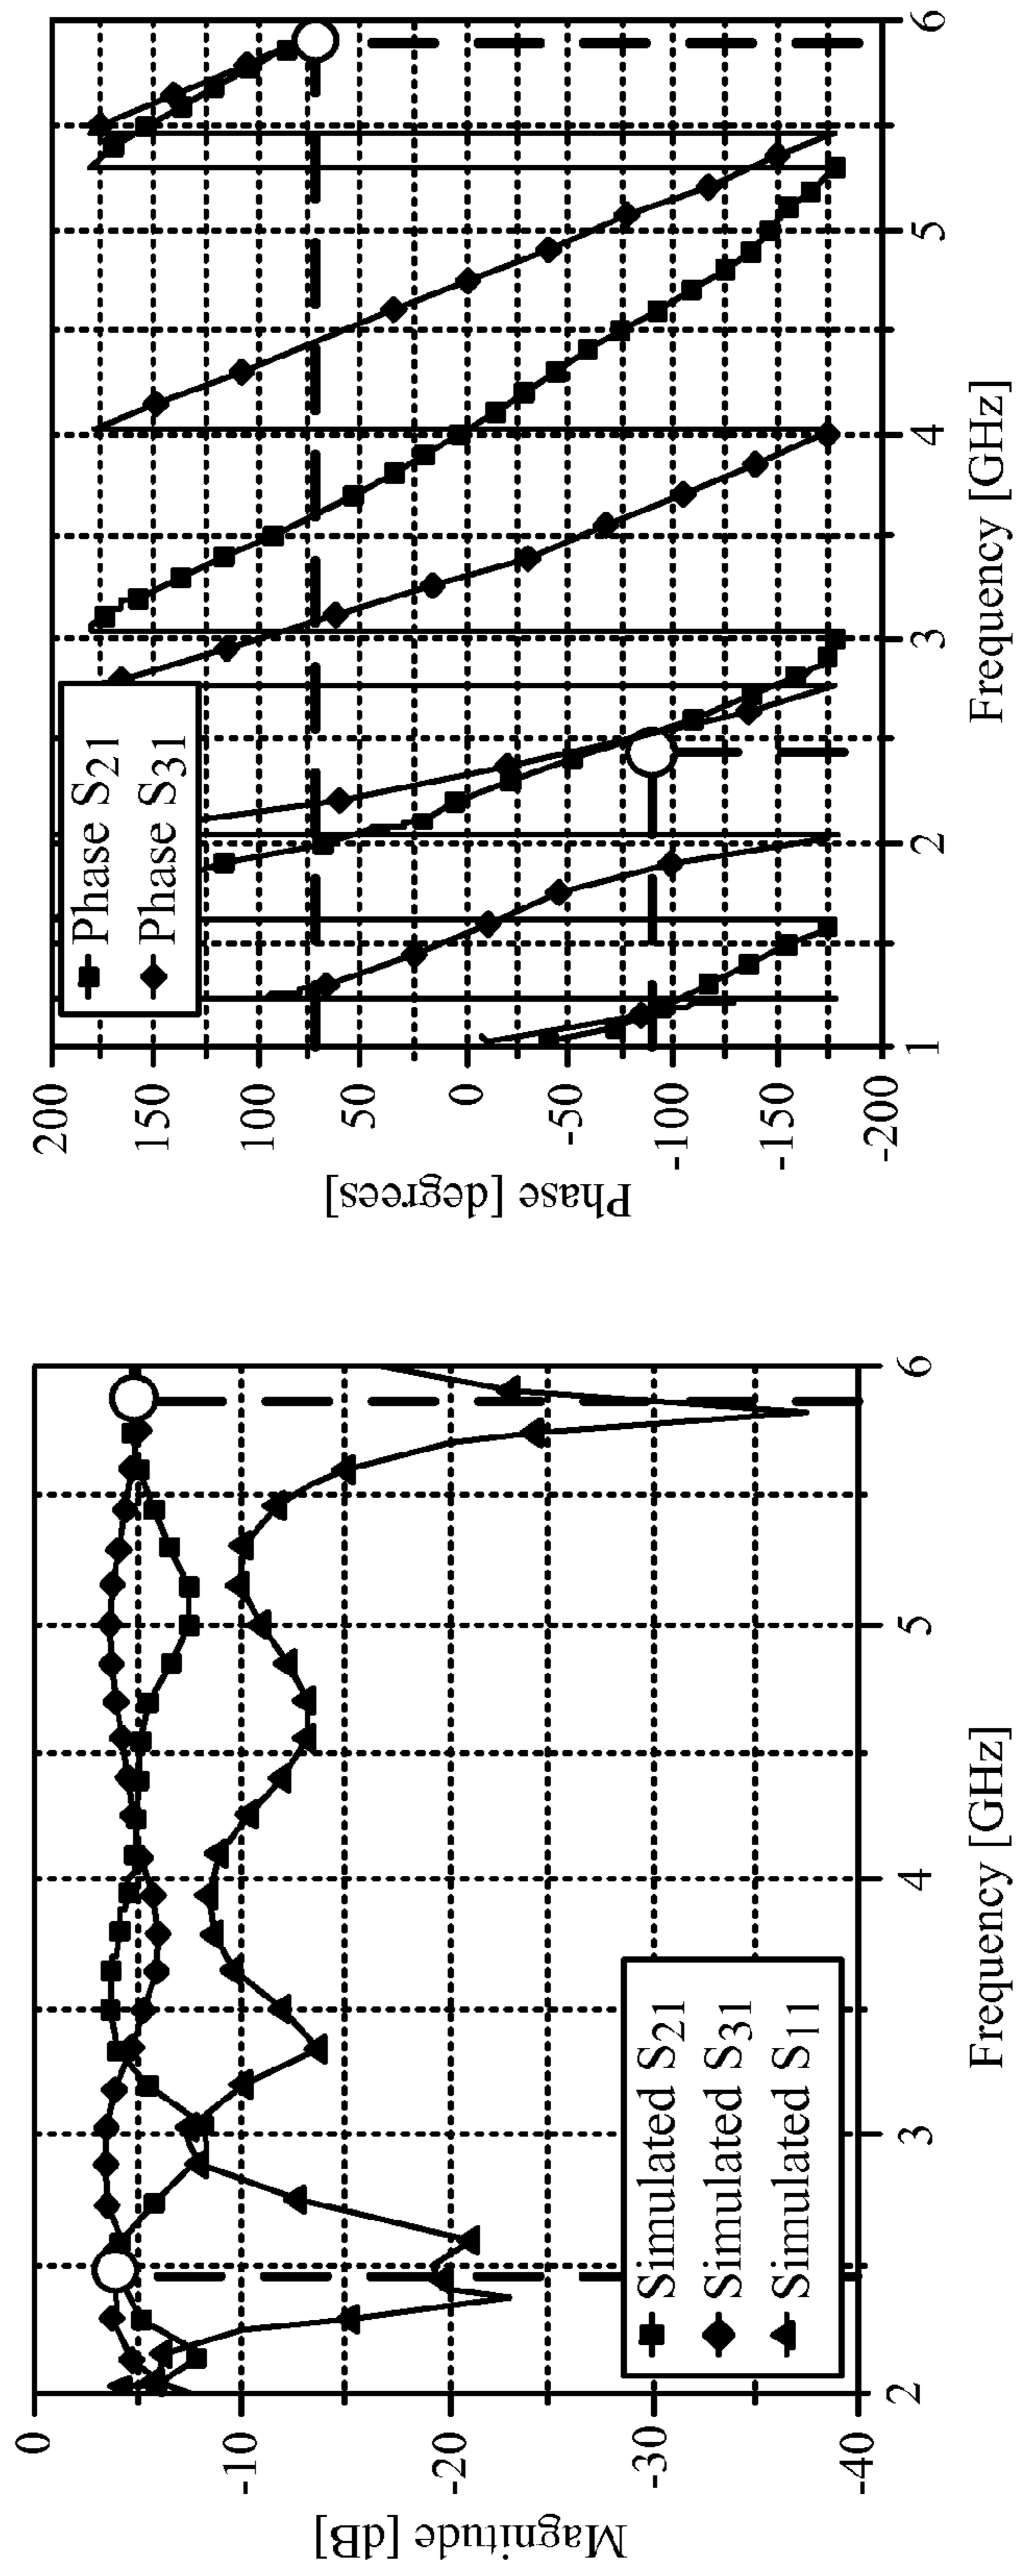 0
-10
-20
-30
-40
Magnitude [dB]
2
3
4
5
6
Frequency [GHz]
Simulated S21
Simulated S31
Simulated S11
200
150
100
50
0
-50
-100
-150
-200
Phase [degrees]
1
2
3
4
5
6
Frequency [GHz]
Phase S21
Phase S31